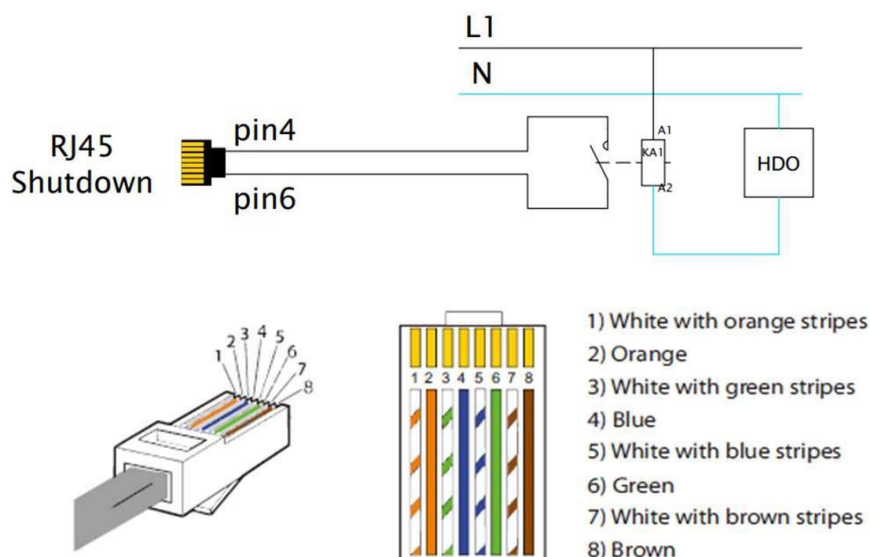 L1
N
RJ45
Shutdown
pin4
pin6
A1
KA1
A2
HDO
1 2 3 4 5 6 7 8
1 2 3 4 5 6 7 8
1) White with orange stripes
2) Orange
3) White with green stripes
4) Blue
5) White with blue stripes
6) Green
7) White with brown stripes
8) Brown